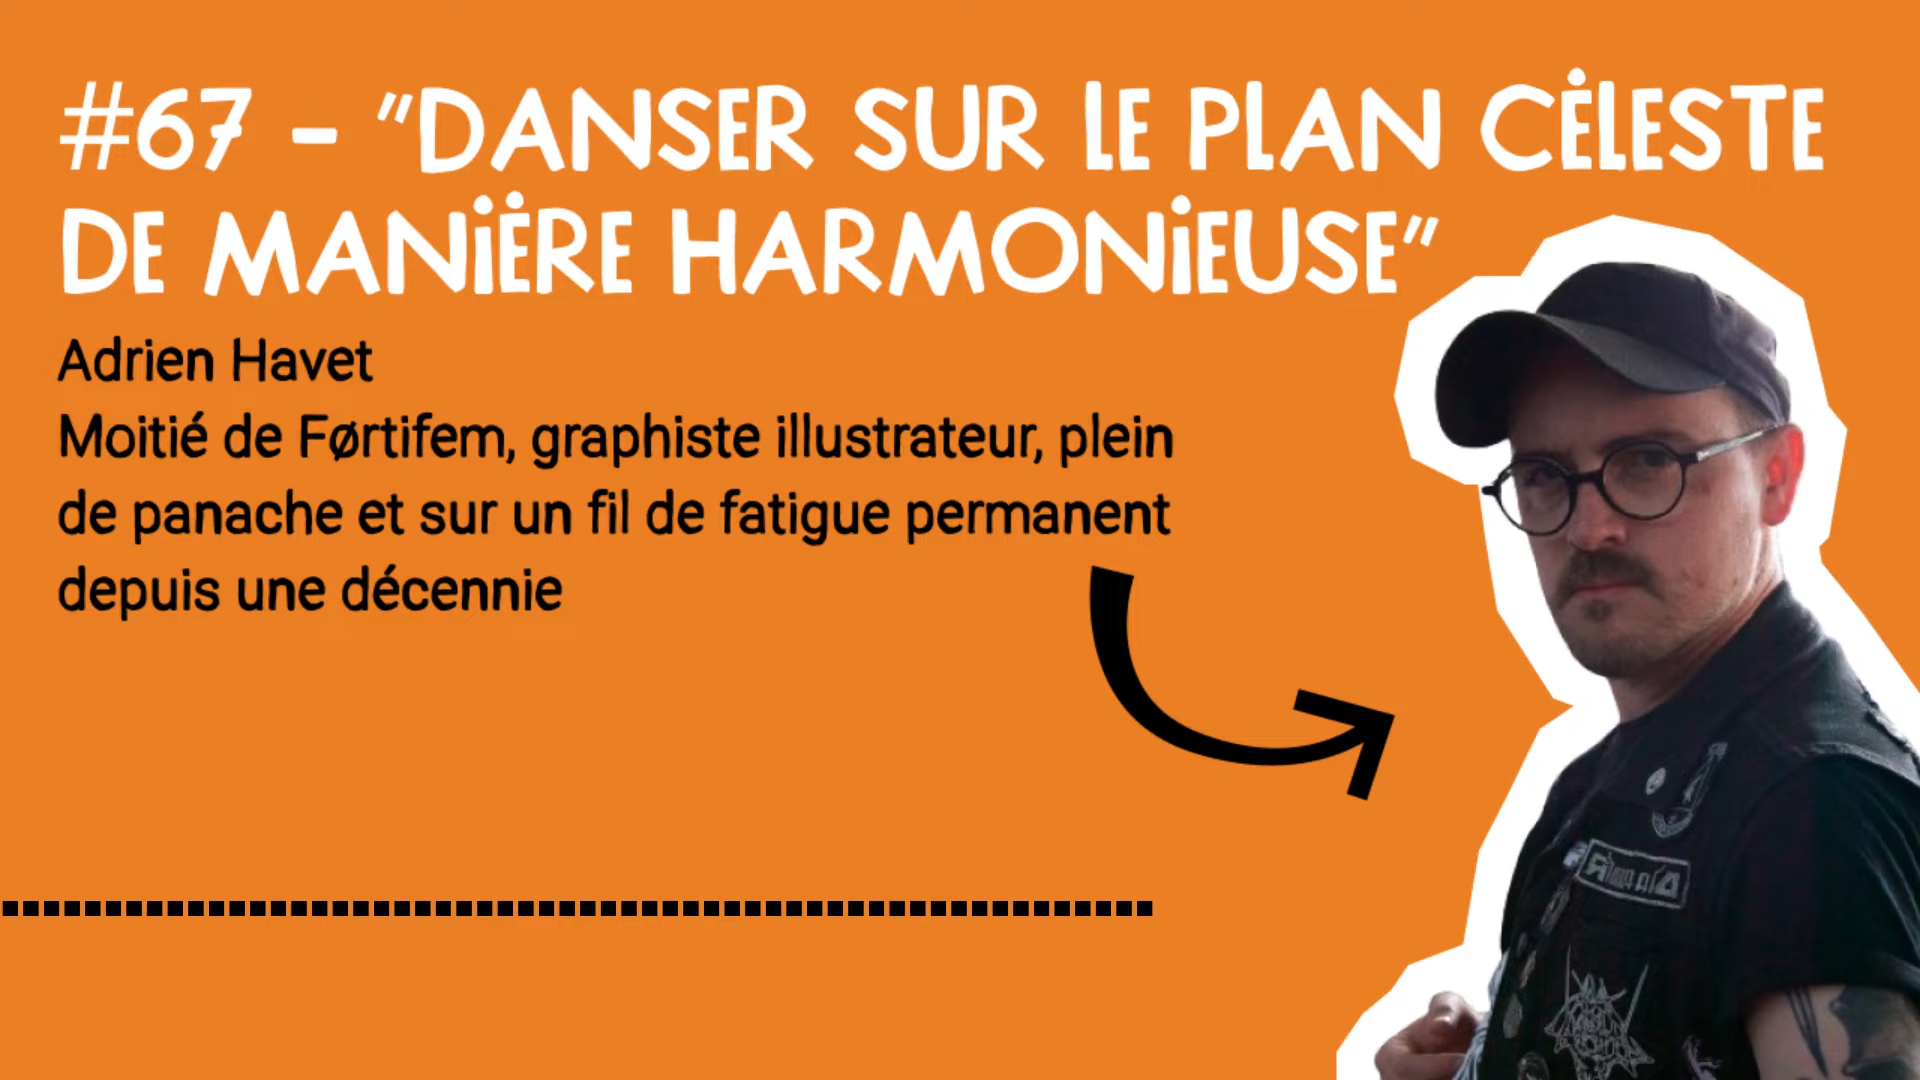 #67 - "DANSER SUR LE PLAN CÉLESTE
DE MANIÈRE HARMONIEUSE"
Adrien Havet
Moitié de Førtifem, graphiste illustrateur, plein
de panache et sur un fil de fatigue permanent
depuis une décennie